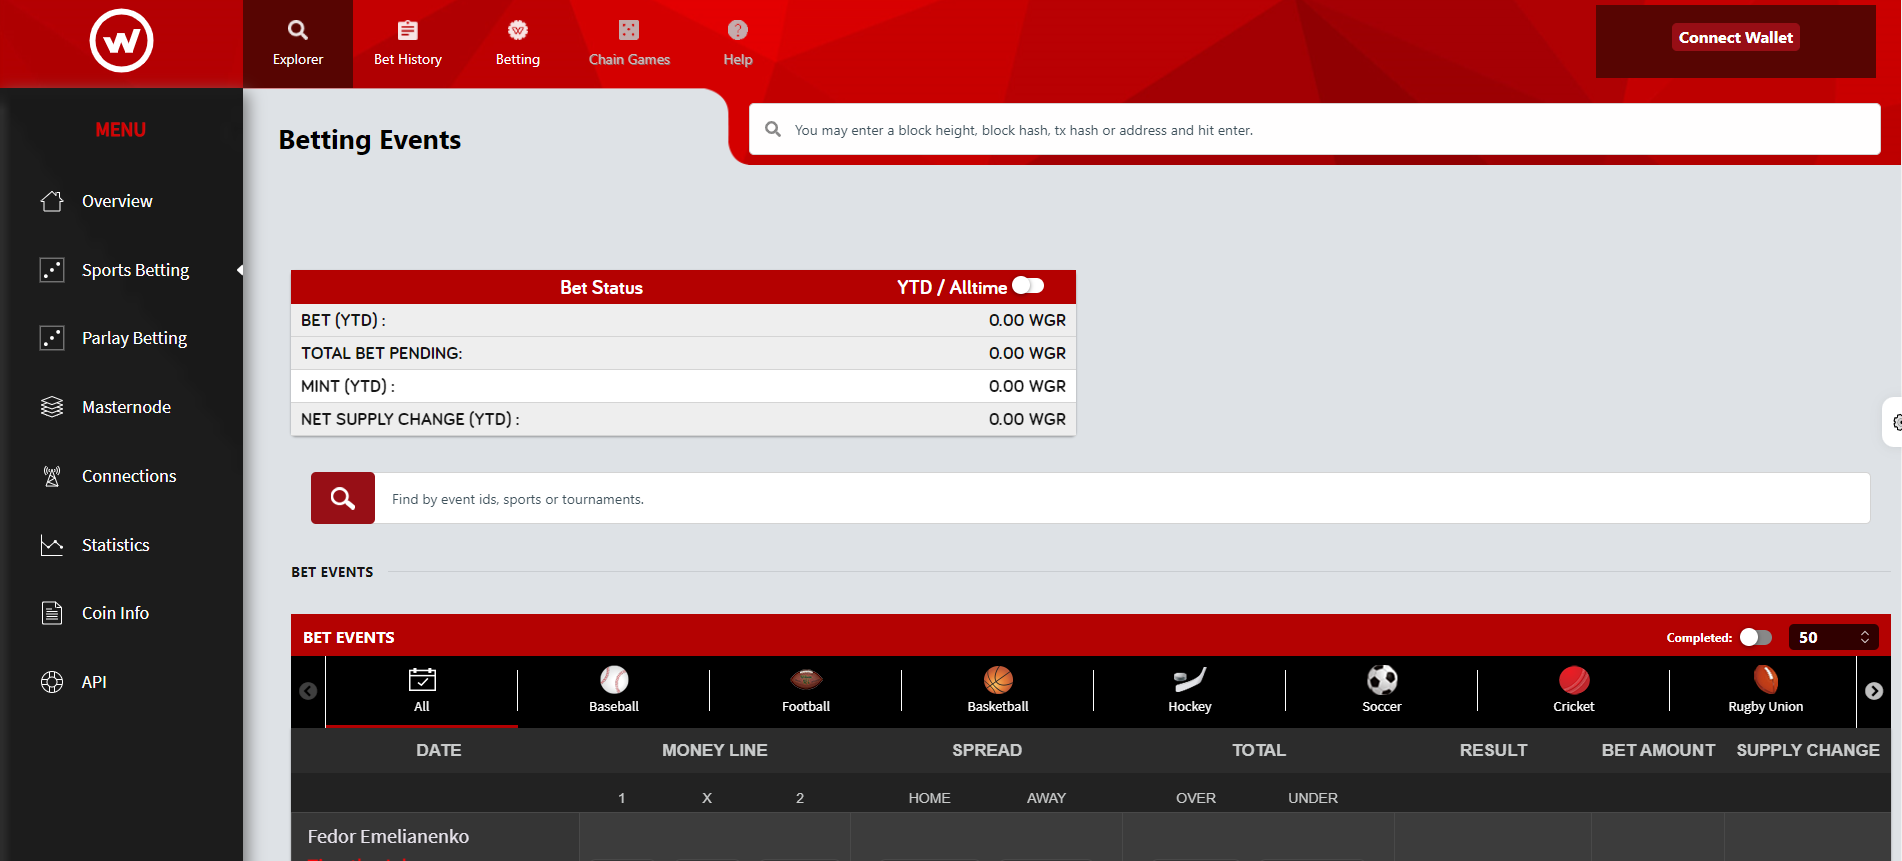 W
Explorer
Bet History
Betting
Chain Games
Help
Connect Wallet
MENU
Overview
Sports Betting
Parlay Betting
Masternode
Connections
Statistics
Coin Info
API
Betting Events
You may enter a block height, block hash, tx hash or address and hit enter.
Bet Status YTD / Alltime
BET (YTD) : 0.00 WGR
TOTAL BET PENDING: 0.00 WGR
MINT (YTD) : 0.00 WGR
NET SUPPLY CHANGE (YTD) : 0.00 WGR
Find by event ids, sports or tournaments.
BET EVENTS
BET EVENTS Completed: 50
All Baseball Football Basketball Hockey Soccer Cricket Rugby Union
DATE MONEY LINE SPREAD TOTAL RESULT BET AMOUNT SUPPLY CHANGE
1 X 2 HOME AWAY OVER UNDER
Fedor Emelianenko